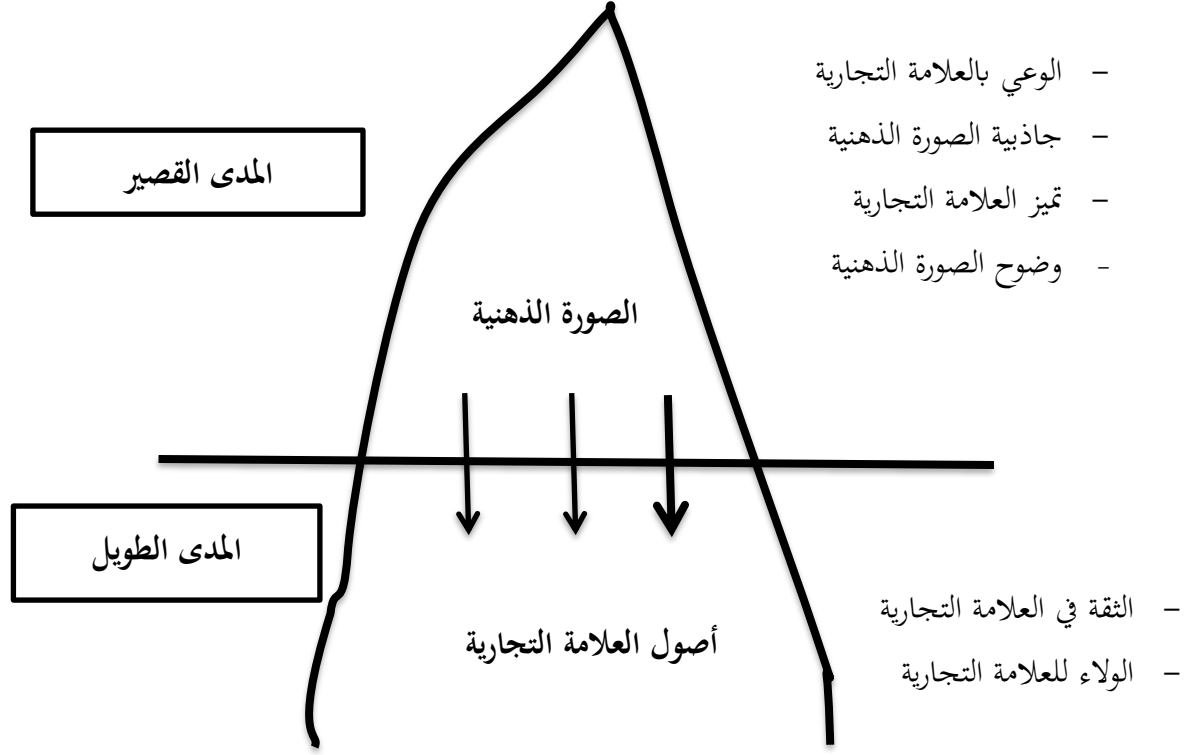 - الوعي بالعلامة التجارية
- جاذبية الصورة الذهنية
- تميز العلامة التجارية
- وضوح الصورة الذهنية
المدى القصير
الصورة الذهنية
المدى الطويل
أصول العلامة التجارية
- الثقة في العلامة التجارية
- الولاء للعلامة التجارية